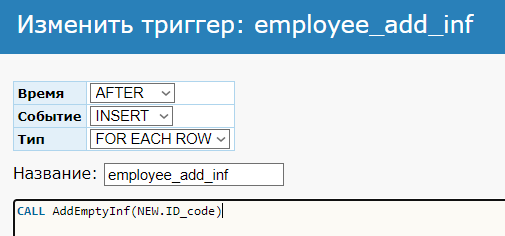 Изменить триггер: employee_add_inf
Время AFTER
Событие INSERT
Тип FOR EACH ROW
Название: employee_add_inf
CALL AddEmptyInf(NEW.ID_code)